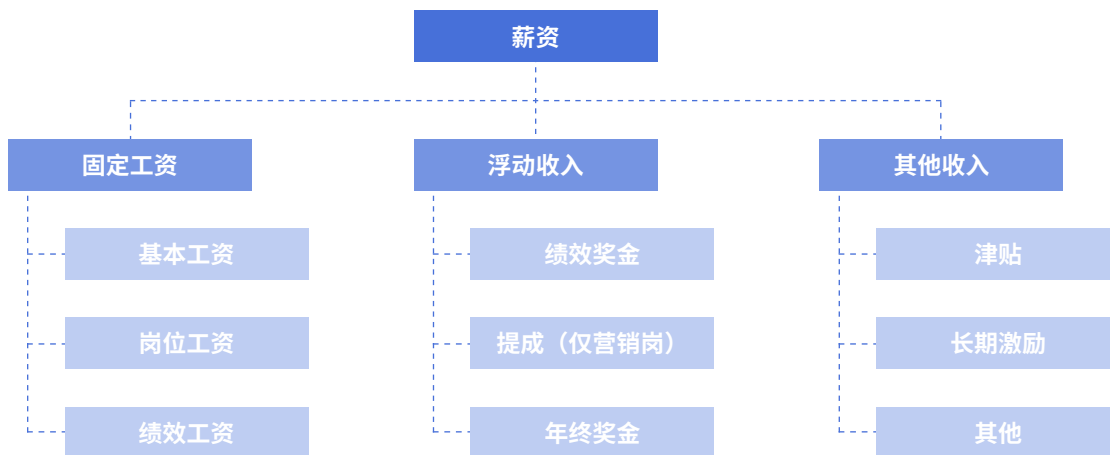 薪资
固定工资
浮动收入
其他收入
基本工资
绩效奖金
津贴
岗位工资
提成（仅营销岗）
长期激励
绩效工资
年终奖金
其他